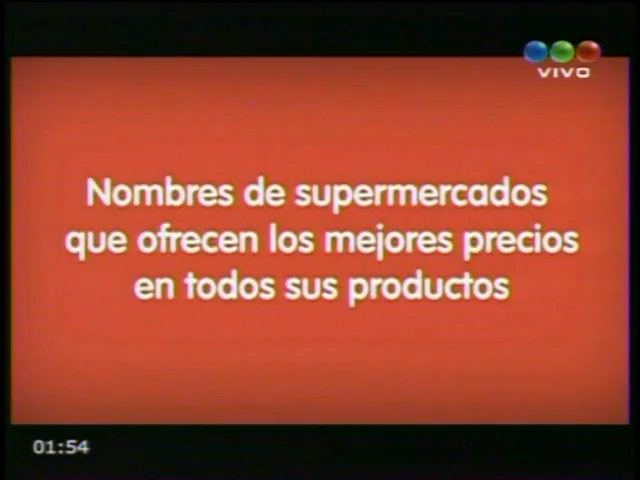 VIVO
Nombres de supermercados
que ofrecen los mejores precios
en todos sus productos
01:54